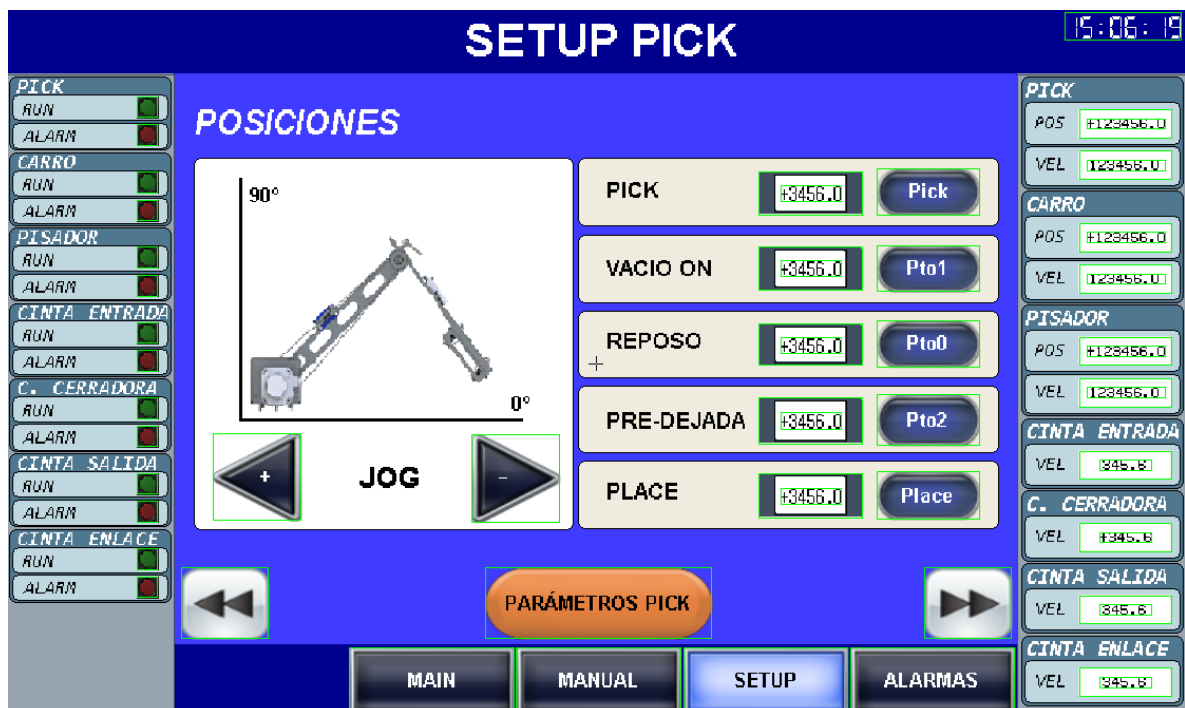 SETUP PICK
15:06:19
PICK
RUN
ALARM
CARRO
RUN
ALARM
PISADOR
RUN
ALARM
CINTA ENTRADA
RUN
ALARM
C. CERRADORA
RUN
ALARM
CINTA SALIDA
RUN
ALARM
CINTA ENLACE
RUN
ALARM
POSICIONES
90º
0º
+
JOG
-
PICK +3456.0 Pick
VACIO ON +3456.0 Pto1
REPOSO +3456.0 Pto0
PRE-DEJADA +3456.0 Pto2
PLACE +3456.0 Place
PARÁMETROS PICK
MAIN MANUAL SETUP ALARMAS
PICK
POS +123456.0
VEL 123456.0
CARRO
POS +123456.0
VEL 123456.0
PISADOR
POS +123456.0
VEL 123456.0
CINTA ENTRADA
VEL 345.6
C. CERRADORA
VEL +345.6
CINTA SALIDA
VEL 345.6
CINTA ENLACE
VEL 345.6